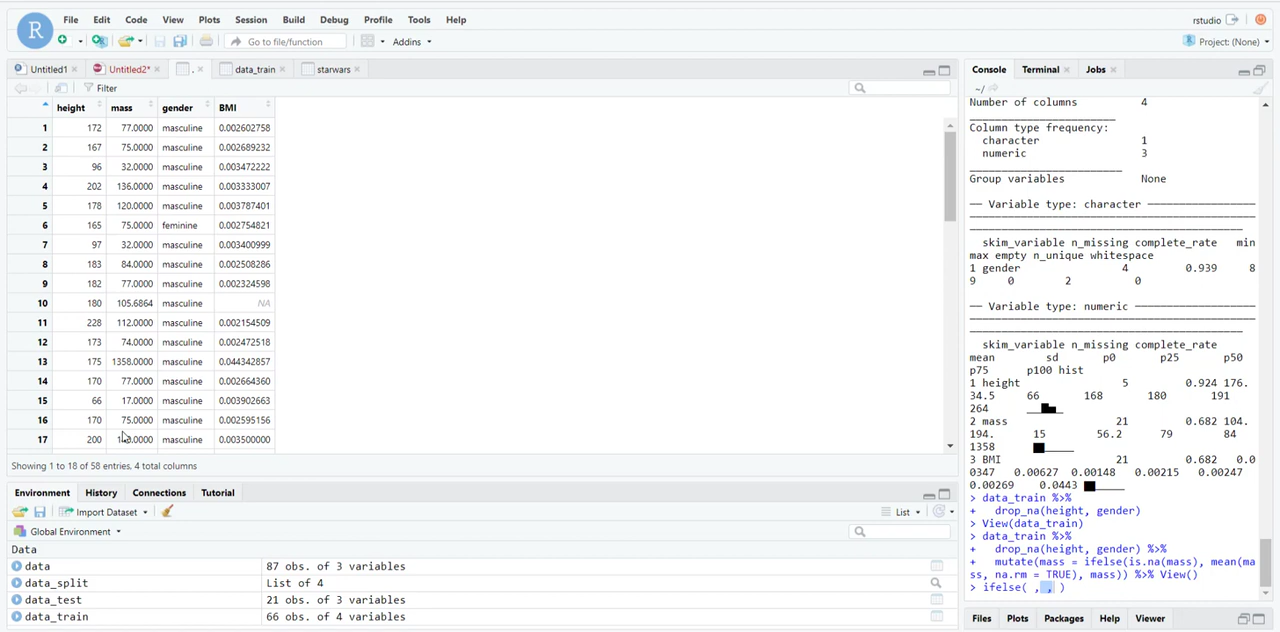 R
File Edit Code View Plots Session Build Debug Profile Tools Help
rstudio
Go to file/function
Addins
Project: (None)
Untitled1
Untitled2*
.
data_train
starwars
Filter
height mass gender BMI
1 172 77.0000 masculine 0.002602758
2 167 75.0000 masculine 0.002689232
3 96 32.0000 masculine 0.003472222
4 202 136.0000 masculine 0.003333007
5 178 120.0000 masculine 0.003787401
6 165 75.0000 feminine 0.002754821
7 97 32.0000 masculine 0.003400999
8 183 84.0000 masculine 0.002508286
9 182 77.0000 masculine 0.002324598
10 180 105.6864 masculine NA
11 228 112.0000 masculine 0.002154509
12 173 74.0000 masculine 0.002472518
13 175 1358.0000 masculine 0.044342857
14 170 77.0000 masculine 0.002664360
15 66 17.0000 masculine 0.003902663
16 170 75.0000 masculine 0.002595156
17 200 masculine 0.003500000
Showing 1 to 18 of 58 entries, 4 total columns
Environment History Connections Tutorial
Import Dataset
List
Global Environment
Data
data 87 obs. of 3 variables
data_split List of 4
data_test 21 obs. of 3 variables
data_train 66 obs. of 4 variables
Console Terminal Jobs
~/
Number of columns 4
_______________________
Column type frequency:
character 1
numeric 3
________________________
Group variables None
── Variable type: character ──
skim_variable n_missing complete_rate min
max empty n_unique whitespace
1 gender 4 0.939 8
9 0 2 0
── Variable type: numeric ──
skim_variable n_missing complete_rate
mean sd p0 p25 p50
p75 p100 hist
1 height 5 0.924 176.
34.5 66 168 180 191
264
2 mass 21 0.682 104.
194. 15 56.2 79 84
1358
3 BMI 21 0.682 0.0
0347 0.00627 0.00148 0.00215 0.00247
0.00269 0.0443
> data_train %>%
+ drop_na(height, gender)
> View(data_train)
> data_train %>%
+ drop_na(height, gender) %>%
+ mutate(mass = ifelse(is.na(mass), mean(ma
ss, na.rm = TRUE), mass)) %>% View()
> ifelse( , , )
Files Plots Packages Help Viewer